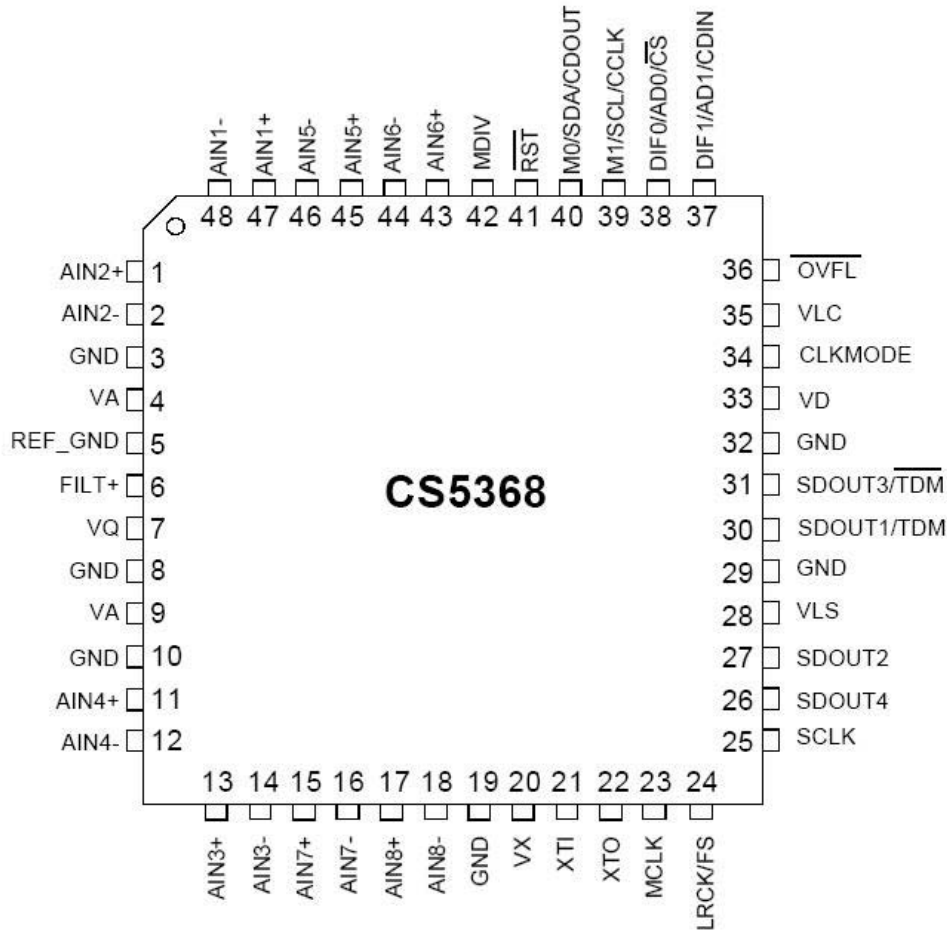 AIN1-
AIN1+
AIN5-
AIN5+
AIN6-
AIN6+
MDIV
RST
M0/SDA/CDOUT
M1/SCL/CCLK
DIF0/AD0/CS
DIF1/AD1/CDIN
48 47 46 45 44 43 42 41 40 39 38 37
AIN2+ 1
AIN2- 2
GND 3
VA 4
REF_GND 5
FILT+ 6
VQ 7
GND 8
VA 9
GND 10
AIN4+ 11
AIN4- 12
CS5368
36 OVFL
35 VLC
34 CLKMODE
33 VD
32 GND
31 SDOUT3/TDM
30 SDOUT1/TDM
29 GND
28 VLS
27 SDOUT2
26 SDOUT4
25 SCLK
13 14 15 16 17 18 19 20 21 22 23 24
AIN3+
AIN3-
AIN7+
AIN7-
AIN8+
AIN8-
GND
VX
XTI
XTO
MCLK
LRCK/FS